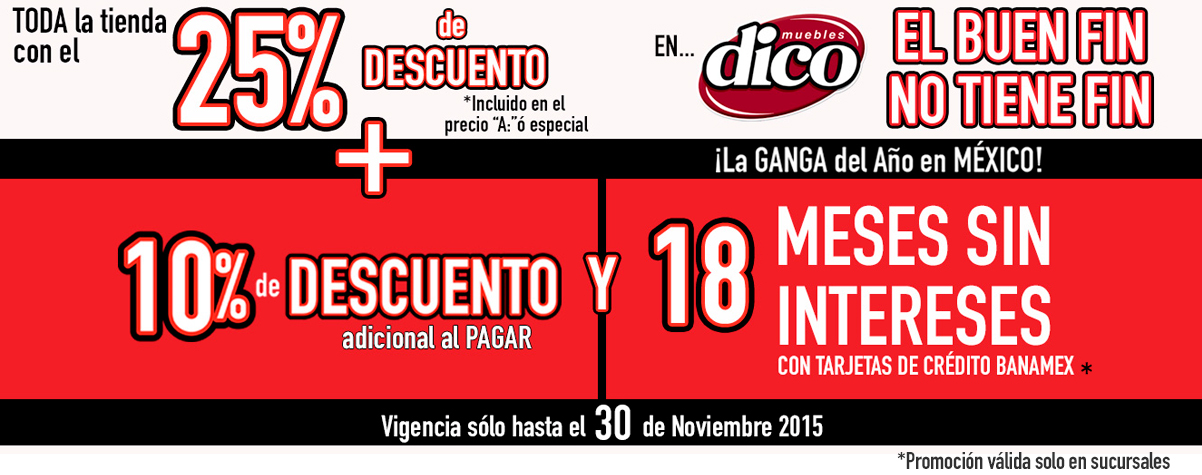 TODA la tienda
con el
25%
de
DESCUENTO
*Incluido en el
precio “A:”ó especial
EN...
muebles
dico
EL BUEN FIN
NO TIENE FIN
+
¡La GANGA del Año en MÉXICO!
10% de DESCUENTO
adicional al PAGAR
Y
18
MESES SIN
INTERESES
CON TARJETAS DE CRÉDITO BANAMEX *
Vigencia sólo hasta el 30 de Noviembre 2015
*Promoción válida solo en sucursales